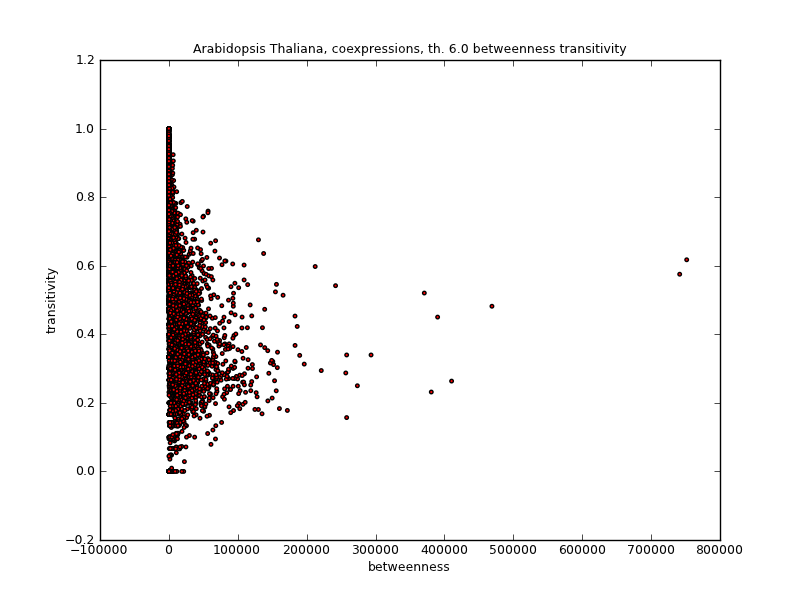 Arabidopsis Thaliana, coexpressions, th. 6.0 betweenness transitivity
1.2
1.0
0.8
0.6
0.4
0.2
0.0
−0.2
transitivity
−100000 0 100000 200000 300000 400000 500000 600000 700000 800000
betweenness